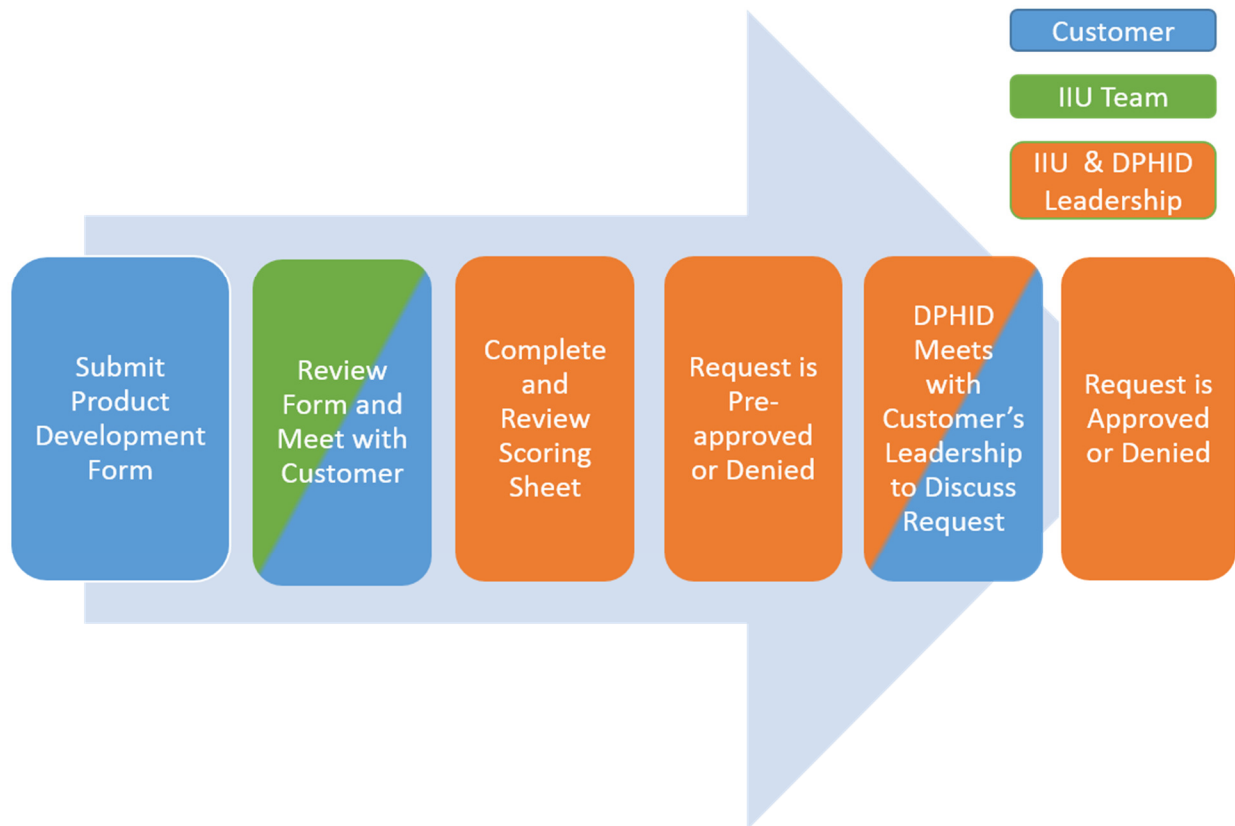 Customer
IIU Team
IIU & DPHID
Leadership
Submit
Product
Development
Form
Review
Form and
Meet with
Customer
Complete
and
Review
Scoring
Sheet
Request is
Pre-
approved
or Denied
DPHID
Meets
with
Customer’s
Leadership
to Discuss
Request
Request is
Approved
or Denied